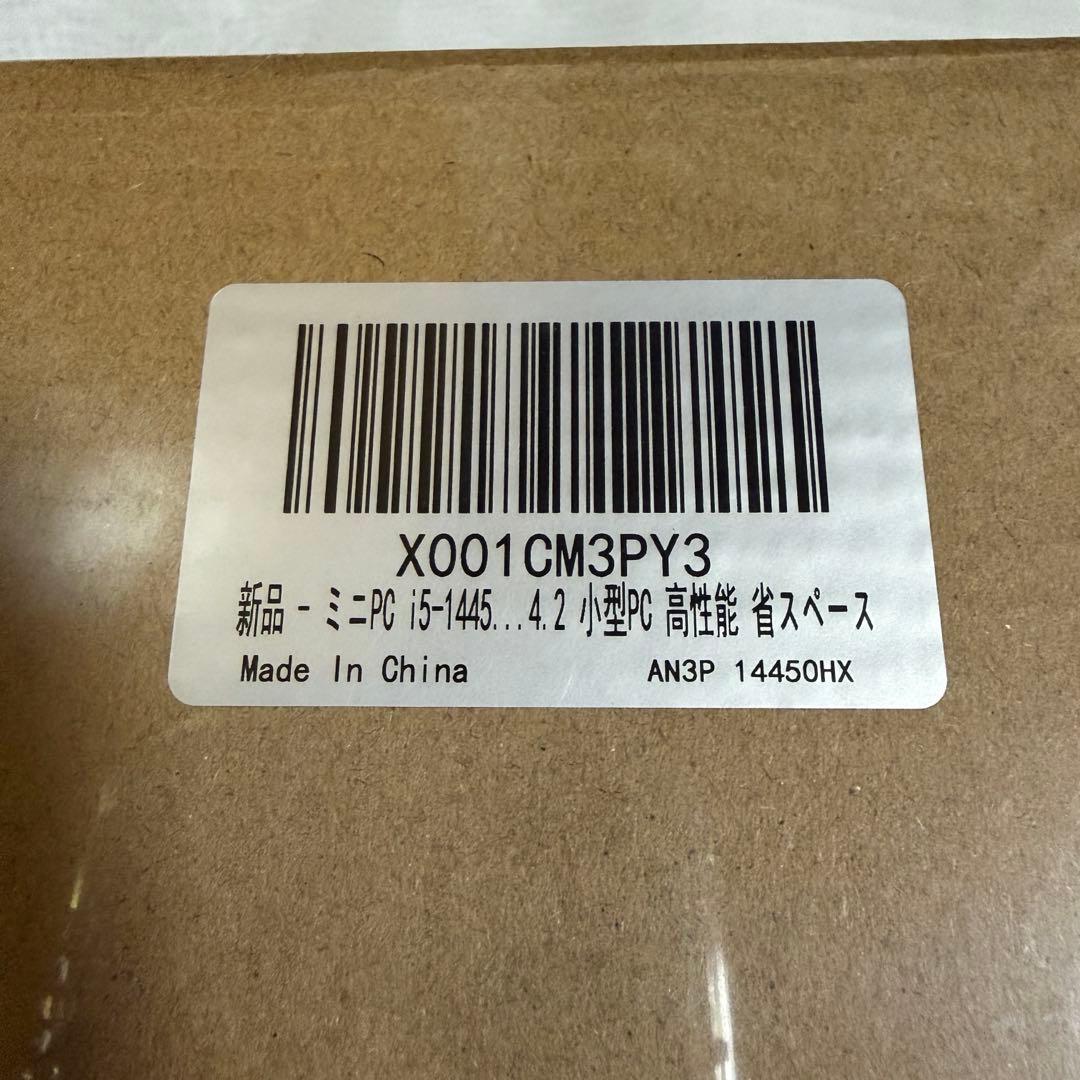 X001CM3PY3
新品 - ミニPC i5-1445...4.2 小型PC 高性能 省スペース
Made In China AN3P 14450HX